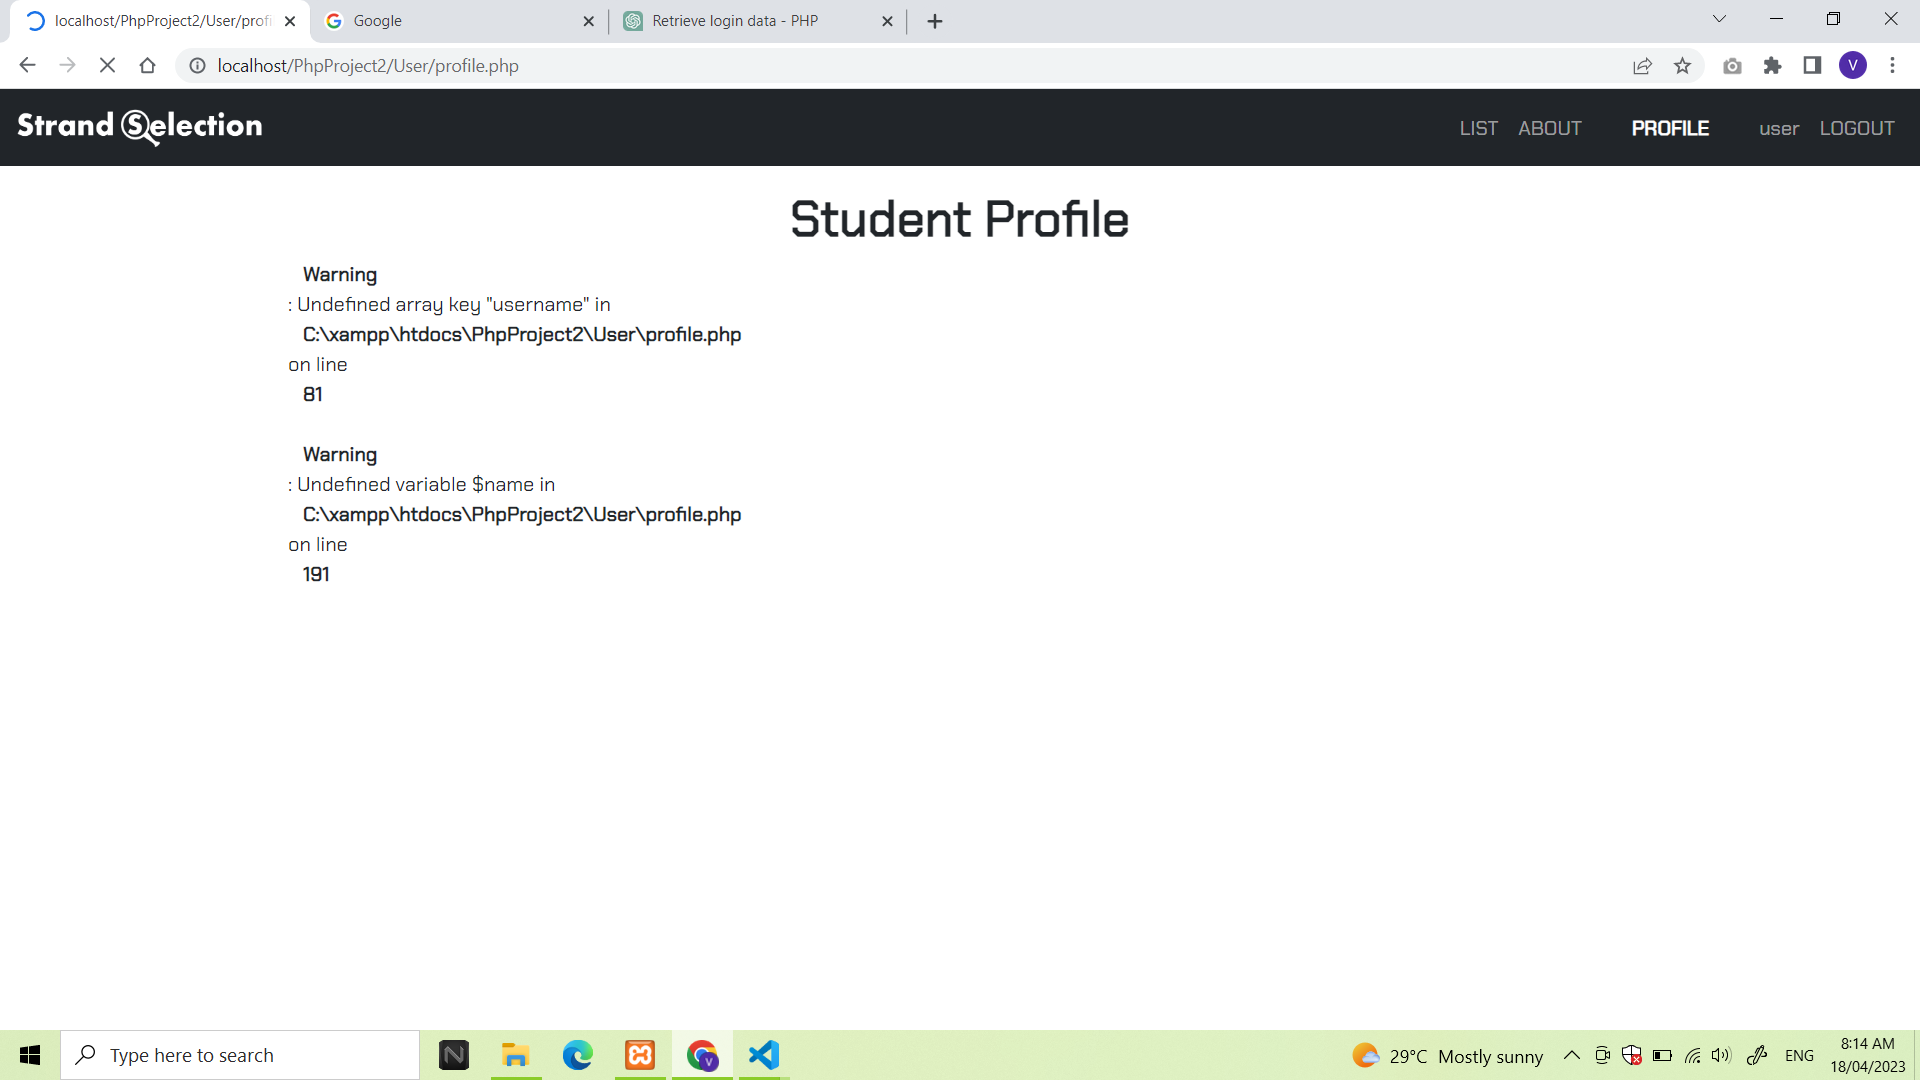 localhost/PhpProject2/User/profi
Google
Retrieve login data - PHP
localhost/PhpProject2/User/profile.php
V
Strand Selection
LIST ABOUT PROFILE user LOGOUT
Student Profile
Warning
: Undefined array key "username" in
C:\xampp\htdocs\PhpProject2\User\profile.php
on line
81
Warning
: Undefined variable $name in
C:\xampp\htdocs\PhpProject2\User\profile.php
on line
191
Type here to search
N
V
29°C Mostly sunny
ENG
8:14 AM
18/04/2023